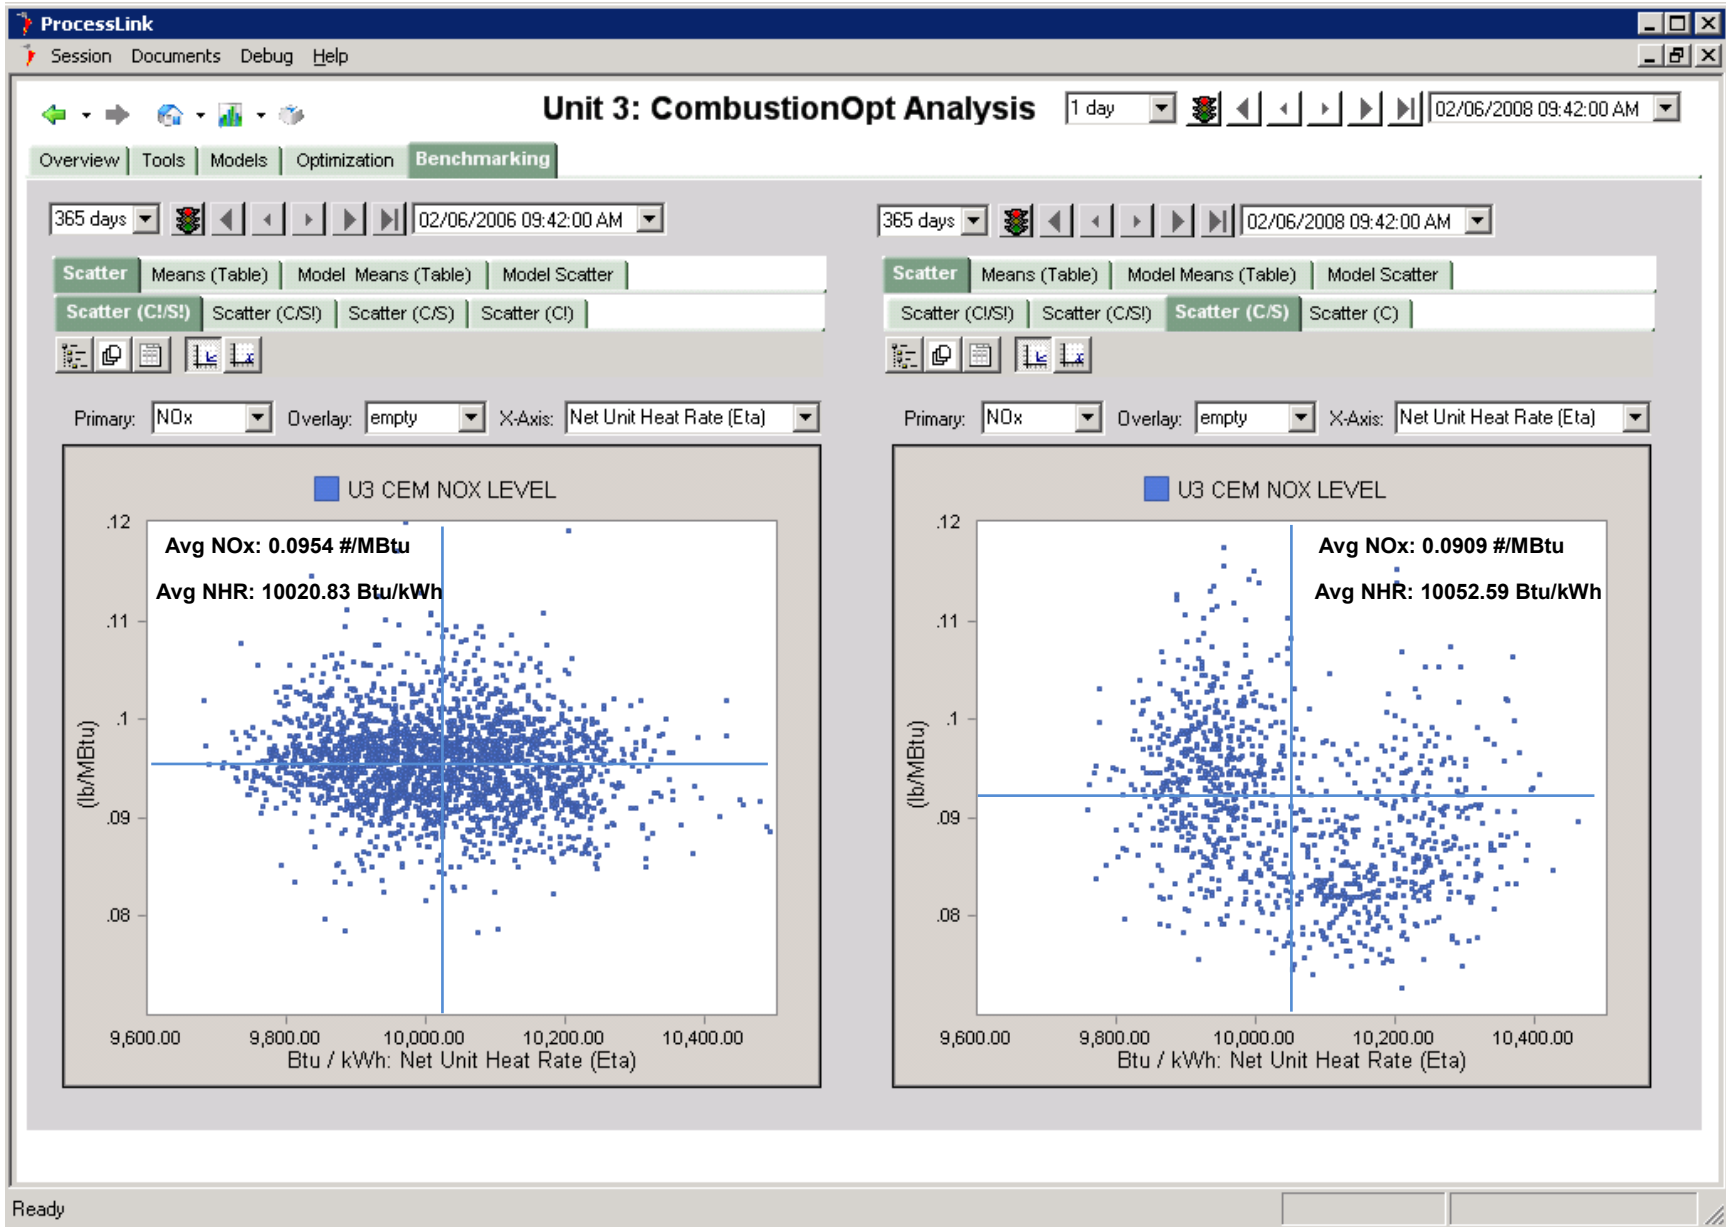 ProcessLink
Session Documents Debug Help
Unit 3: CombustionOpt Analysis 1 day 02/06/2008 09:42:00 AM
Overview Tools Models Optimization Benchmarking
365 days 02/06/2006 09:42:00 AM
Scatter Means (Table) Model Means (Table) Model Scatter
Scatter (C!/S!) Scatter (C/S!) Scatter (C/S) Scatter (C!)
Primary: NOx Overlay: empty X-Axis: Net Unit Heat Rate (Eta)
U3 CEM NOX LEVEL
Avg NOx: 0.0954 #/MBtu
Avg NHR: 10020.83 Btu/kWh
.12
.11
.1
.09
.08
(lb/MBtu)
9,600.00 9,800.00 10,000.00 10,200.00 10,400.00
Btu / kWh: Net Unit Heat Rate (Eta)
365 days 02/06/2008 09:42:00 AM
Scatter Means (Table) Model Means (Table) Model Scatter
Scatter (C!/S!) Scatter (C/S!) Scatter (C/S) Scatter (C)
Primary: NOx Overlay: empty X-Axis: Net Unit Heat Rate (Eta)
U3 CEM NOX LEVEL
Avg NOx: 0.0909 #/MBtu
Avg NHR: 10052.59 Btu/kWh
.12
.11
.1
.09
.08
(lb/MBtu)
9,600.00 9,800.00 10,000.00 10,200.00 10,400.00
Btu / kWh: Net Unit Heat Rate (Eta)
Ready